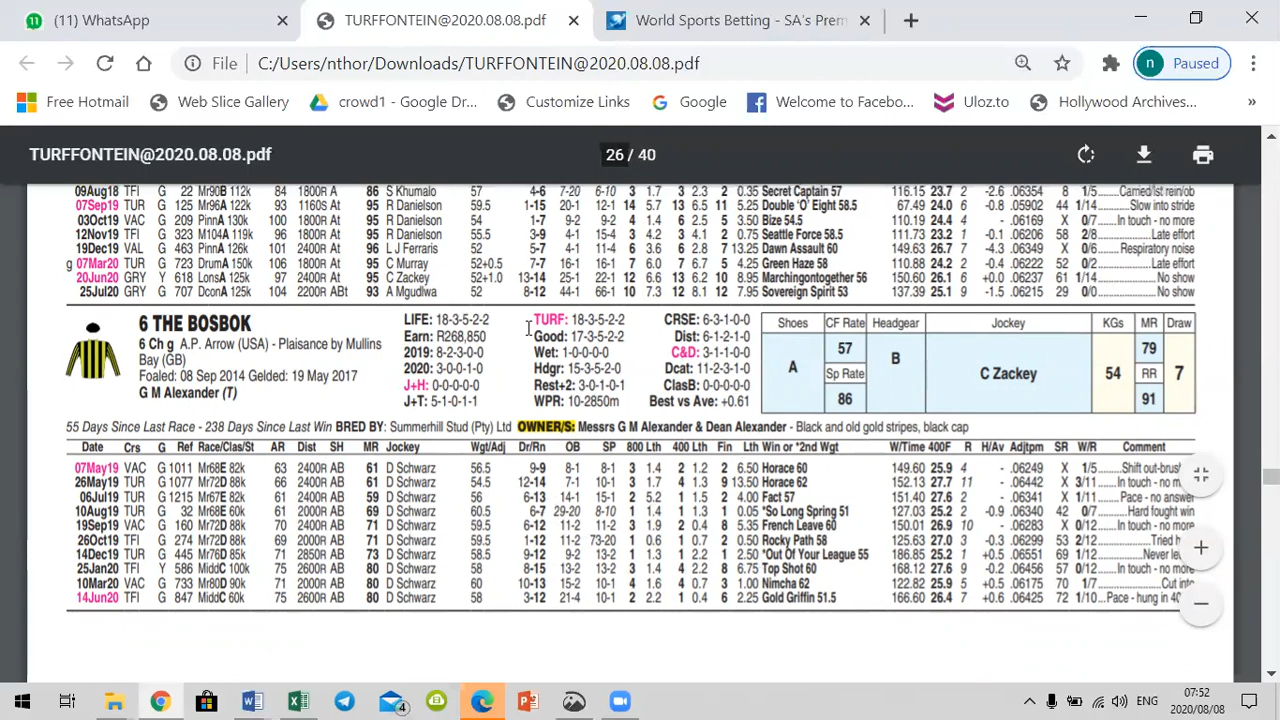 (11) WhatsApp
TURFFONTEIN@2020.08.08.pdf
World Sports Betting - SA's Prem
File C:/Users/nthor/Downloads/TURFFONTEIN@2020.08.08.pdf
n Paused
Free Hotmail Web Slice Gallery crowd1 - Google Dr... Customize Links Google Welcome to Facebo... Uloz.to Hollywood Archives... »
TURFFONTEIN@2020.08.08.pdf 26 / 40
09Aug18 TFI G 22 Mr90B 112k 84 1800R A 86 S Khumalo 57 4-6 7-20 6-10 3 1.7 3 2.3 2 0.35 Secret Captain 57 116.15 23.7 2 -2.6 .06354 8 1/5 Carried/lst rein/ob
07Sep19 TUR G 207 Mr96A 112k 93 1160S At 95 R Danielson 59.5 1-15 20-1 12-1 14 5.7 13 6.5 11 5.25 Double 'O' Eight 58.5 67.49 24.0 6 -0.8 .05902 44 1/14 Slow into stride
03Oct19 VAC G 209 PinnA 130k 100 1800R At 95 R Danielson 54 1-7 9-2 9-2 4 1.4 6 2.5 5 3.50 Bize 54.5 110.19 24.4 4 - .06169 X 0/7 In touch - no more
12Nov19 TFI G 373 M104A 119k 96 1800R At 95 R Danielson 55.5 3-9 4-1 15-4 3 4.2 3 4.1 2 0.75 Seattle Force 58.5 111.73 23.2 1 -0.1 .06206 58 2/8 Late effort
19Dec19 VAL G 463 PinnA 126k 101 2400R At 96 L J Ferraris 52 5-7 4-1 11-4 6 3.6 6 2.8 7 13.25 Dawn Assault 60 149.63 26.7 7 -4.3 .06349 X 0/6 Respiratory noise
g 07Mar20 TUR G 723 DrumA 150k 106 1800R At 95 C Murray 52+0.5 7-7 16-1 16-1 7 6.0 7 6.7 5 4.25 Green Haze 58 110.88 24.2 2 -0.4 .06222 52 0/2 Late effort
20Jun20 GRY Y 618 LonsA 125k 97 2400R At 95 C Zackey 52+1.0 13-14 25-1 22-1 12 6.6 13 6.2 10 8.95 Marchingontogether 56 150.60 26.1 6 +0.0 .06237 61 1/14 No show
25Jul20 GRY G 707 DconA 125k 104 2200R ABt 93 A Mgudlwa 52 8-12 44-1 66-1 10 7.3 12 8.1 12 7.95 Sovereign Spirit 53 137.39 25.1 9 -1.5 .06215 29 0/10 No show
6 THE BOSBOK
6 Ch g A.P. Arrow (USA) - Plaisance by Mullins
Bay (GB)
Foaled: 08 Sep 2014 Gelded: 19 May 2017
G M Alexander (T)
LIFE: 18-3-5-2-2 TURF: 18-3-5-2-2 CRSE: 6-3-1-0-0
Earn: R268,850 Good: 17-3-5-2-2 Dist: 6-1-2-1-0
2019: 8-2-3-0-0 Wet: 1-0-0-0-0 C&D: 3-1-1-0-0
2020: 3-0-0-1-0 Hdgr: 15-3-5-2-0 Dcat: 11-2-3-1-0
J+H: 0-0-0-0-0 Rest+2: 3-0-1-0-1 ClasB: 0-0-0-0-0
J+T: 5-1-0-1-1 WPR: 10-2850m Best vs Ave: +0.61
Shoes CF Rate Headgear Jockey KGs MR Draw
A 57 B C Zackey 54 79 7
Sp Rate RR
86 91
55 Days Since Last Race - 238 Days Since Last Win BRED BY: Summerhill Stud (Pty) Ltd OWNER/S: Messrs G M Alexander & Dean Alexander - Black and old gold stripes, black cap
Date Crs G Ref Race/Clas/St AR Dist SH MR Jockey Wgt/Adj Dr/Rn OB SP 800 Lth 400 Lth Fin Lth Win or *2nd Wgt W/Time 400F R H/Av Adjtpm SR W/R Comment
07May19 VAC G 1011 Mr68E 82k 63 2400R AB 61 D Schwarz 56.5 9-9 8-1 8-1 3 1.4 2 1.2 2 6.50 Horace 60 149.60 25.9 4 - .06249 X 1/5 Shift out-brus
26May19 TUR G 1077 Mr72D 88k 66 2400R AB 61 D Schwarz 54.5 12-14 7-1 10-1 3 1.7 4 1.3 9 13.50 Horace 62 152.13 27.7 11 - .06346 X 3/11 In touch - no more
06Jul19 TUR G 1215 Mr68E 82k 61 2400R AB 59 D Schwarz 56 6-13 14-1 15-1 2 5.2 2 1.5 2 4.00 Fact 57 151.40 27.6 2 - .06341 X 0/9 Pace - no answer
10Aug19 TUR G 32 Mr68E 82k 61 2000R AB 61 D Schwarz 60.5 6-7 29-20 8-10 1 1.4 1 1.3 1 0.05 *So Long Spring 51 127.03 25.2 2 -0.9 .06340 42 0/7 Hard fought win
19Sep19 VAC G 160 Mr72D 88k 70 2400R AB 71 D Schwarz 59.5 6-12 11-2 11-2 3 1.9 2 0.4 8 5.35 French Leave 60 150.01 26.9 10 - .06283 X 0/12 In touch - no more
26Oct19 TFI G 274 Mr72D 88k 69 2000R AB 71 D Schwarz 59.5 1-12 11-2 73-20 1 0.6 1 0.7 2 0.50 Rocky Path 58 125.63 27.0 3 -0.3 .06299 53 2/12 Tried h
14Dec19 TUR G 445 Mr76D 85k 71 2850R AB 73 D Schwarz 58.5 9-12 9-2 13-2 1 1.3 1 2.2 1 2.50 *Out Of Your League 55 186.85 25.2 1 +0.5 .06551 69 1/12 Never le
25Jan20 TFI Y 586 MiddC 100k 75 2600R AB 80 D Schwarz 58.5 8-15 13-2 13-2 1 1.4 3 4.4 8 6.75 Top Shot 60 168.12 27.6 9 -0.2 .06456 57 0/13 In touch - no more
10Mar20 VAC G 733 Mr80D 90k 71 2000R AB 80 D Schwarz 60 10-13 15-2 10-1 4 1.6 4 0.7 3 1.00 Nimcha 62 122.82 25.9 5 +0.5 .06175 70 1/7 Cut into
14Jun20 TFI G 847 MiddC 60k 75 2600R AB 80 D Schwarz 58 3-12 21-4 10-1 2 2.2 1 0.4 6 2.25 Gold Griffin 51.5 166.60 26.4 7 +0.6 .06425 72 1/10 Pace - hung in 40
4
ENG
07:52
2020/08/08